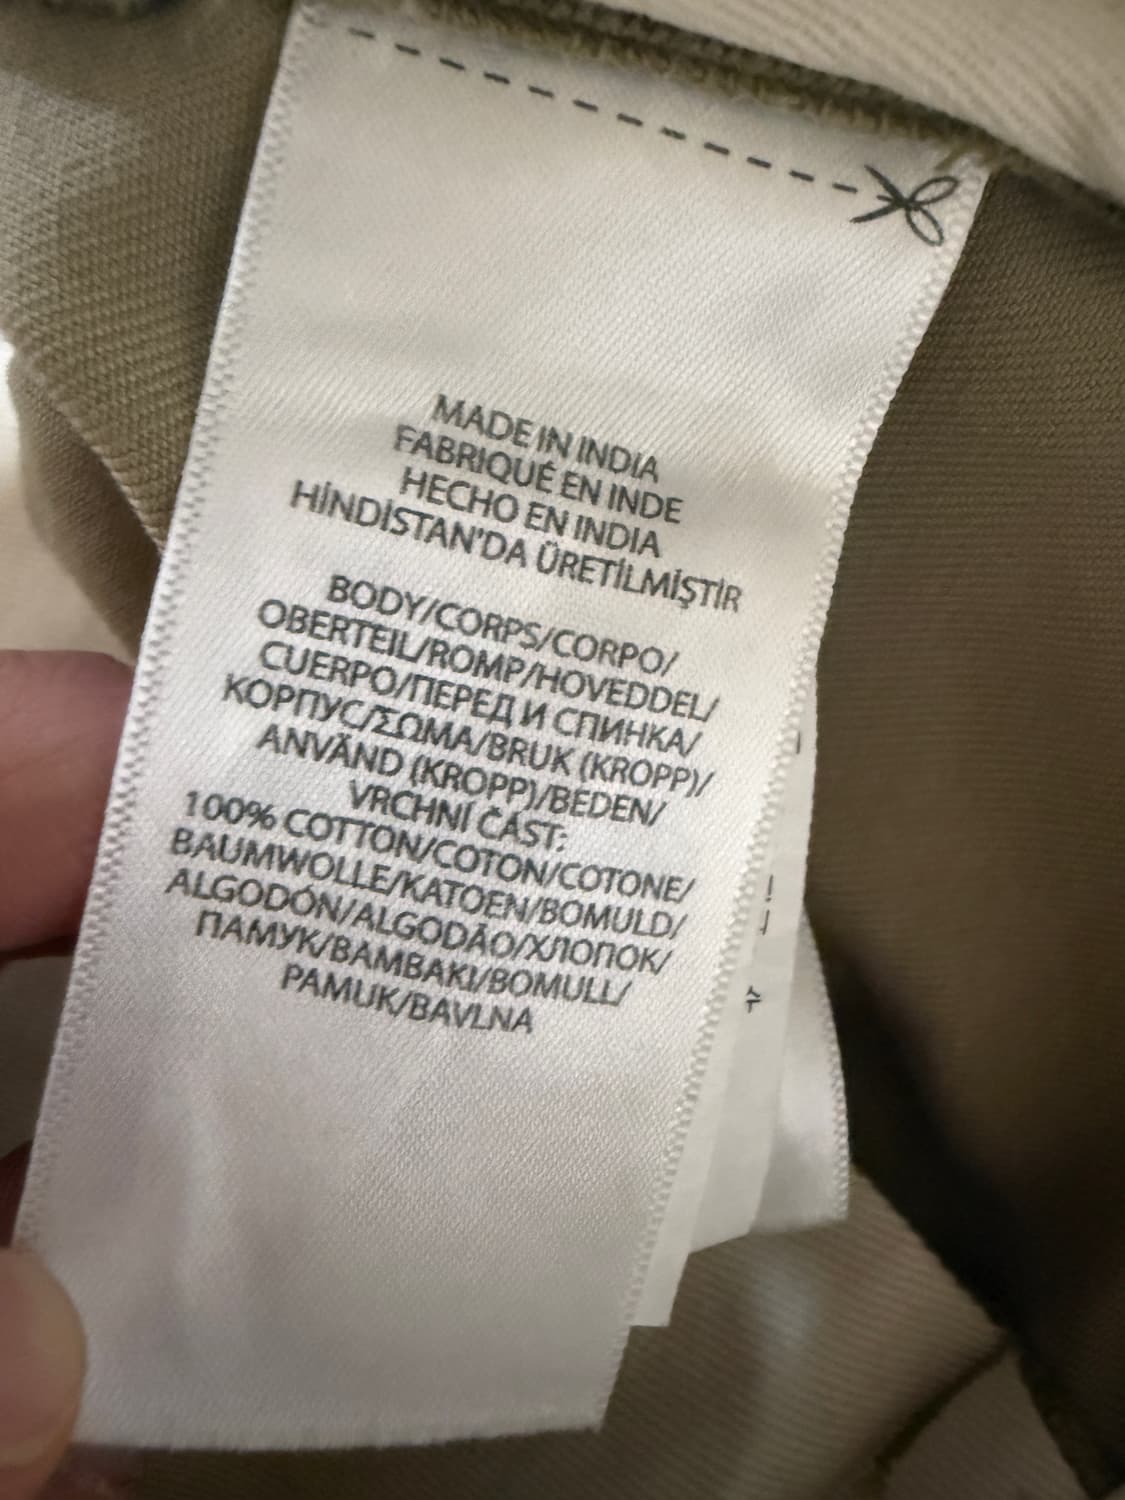 MADE IN INDIA
FABRIQUÉ EN INDE
HECHO EN INDIA
HİNDİSTAN'DA ÜRETİLMİŞTİR
BODY/CORPS/CORPO/
OBERTEIL/ROMP/HOVEDDEL/
CUERPO/ПЕРЕД И СПИНКА/
КОРПУС/ΣΩΜΑ/BRUK (KROPP)/
ANVÄND (KROPP)/BEDEN/
VRCHNÍ ČÁST:
100% COTTON/COTON/COTONE/
BAUMWOLLE/KATOEN/BOMULD/
ALGODÓN/ALGODÃO/ХЛОПОК/
ПАМУК/BAMBAKI/BOMULL/
PAMUK/BAVLNA